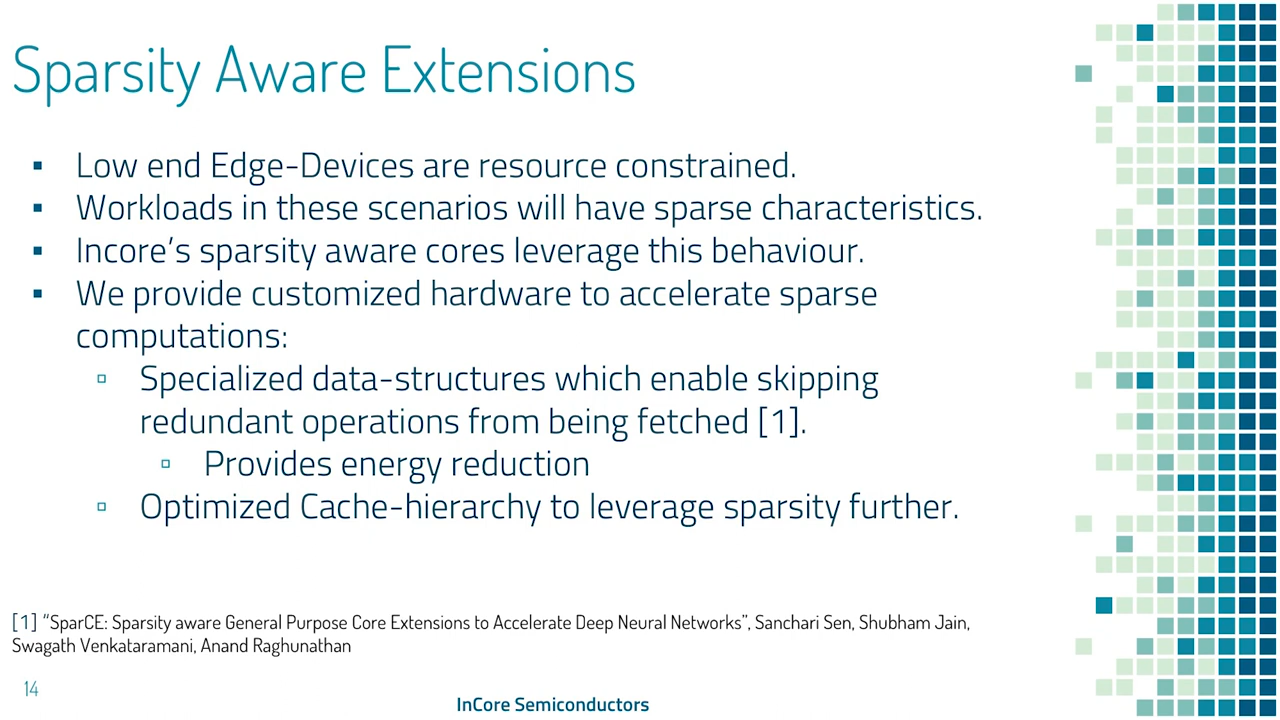 Sparsity Aware Extensions
▪ Low end Edge-Devices are resource constrained.
▪ Workloads in these scenarios will have sparse characteristics.
▪ Incore’s sparsity aware cores leverage this behaviour.
▪ We provide customized hardware to accelerate sparse
computations:
▫ Specialized data-structures which enable skipping
redundant operations from being fetched [1].
▫ Provides energy reduction
▫ Optimized Cache-hierarchy to leverage sparsity further.
[1] “SparCE: Sparsity aware General Purpose Core Extensions to Accelerate Deep Neural Networks”, Sanchari Sen, Shubham Jain,
Swagath Venkataramani, Anand Raghunathan
14
InCore Semiconductors